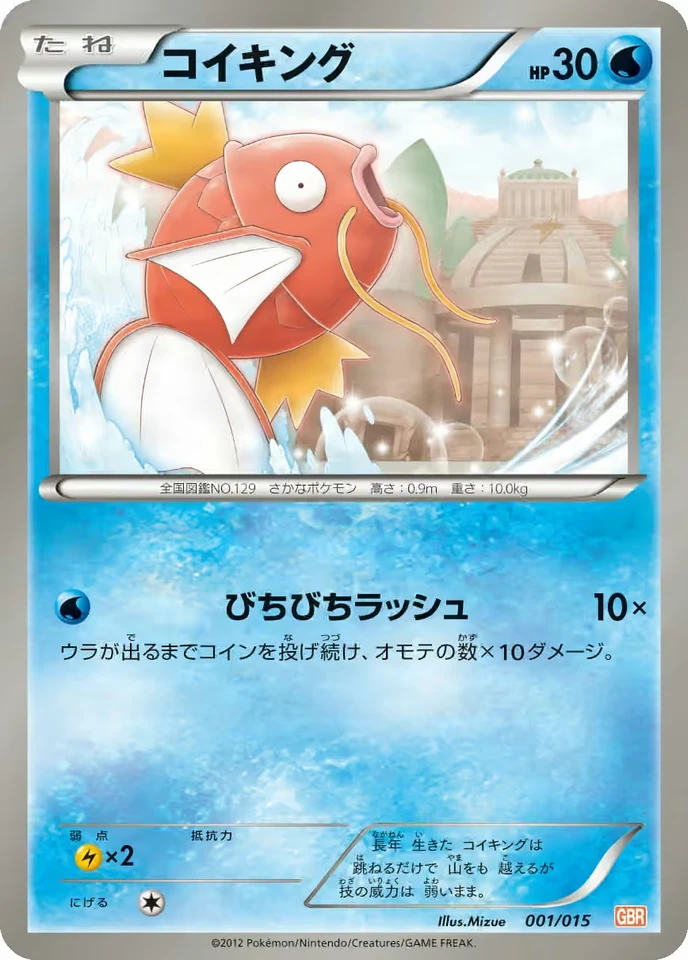 たね コイキング HP30
全国図鑑NO.129 さかなポケモン 高さ:0.9m 重さ:10.0kg
びちびちラッシュ 10×
ウラが出るまでコインを投げ続け、オモテの数×10ダメージ。
弱点 抵抗力
×2
にげる
長年 生きた コイキングは
跳ねるだけで 山をも 越えるが
技の威力は 弱いまま。
Illus.Mizue 001/015 GBR
©2012 Pokémon/Nintendo/Creatures/GAME FREAK.